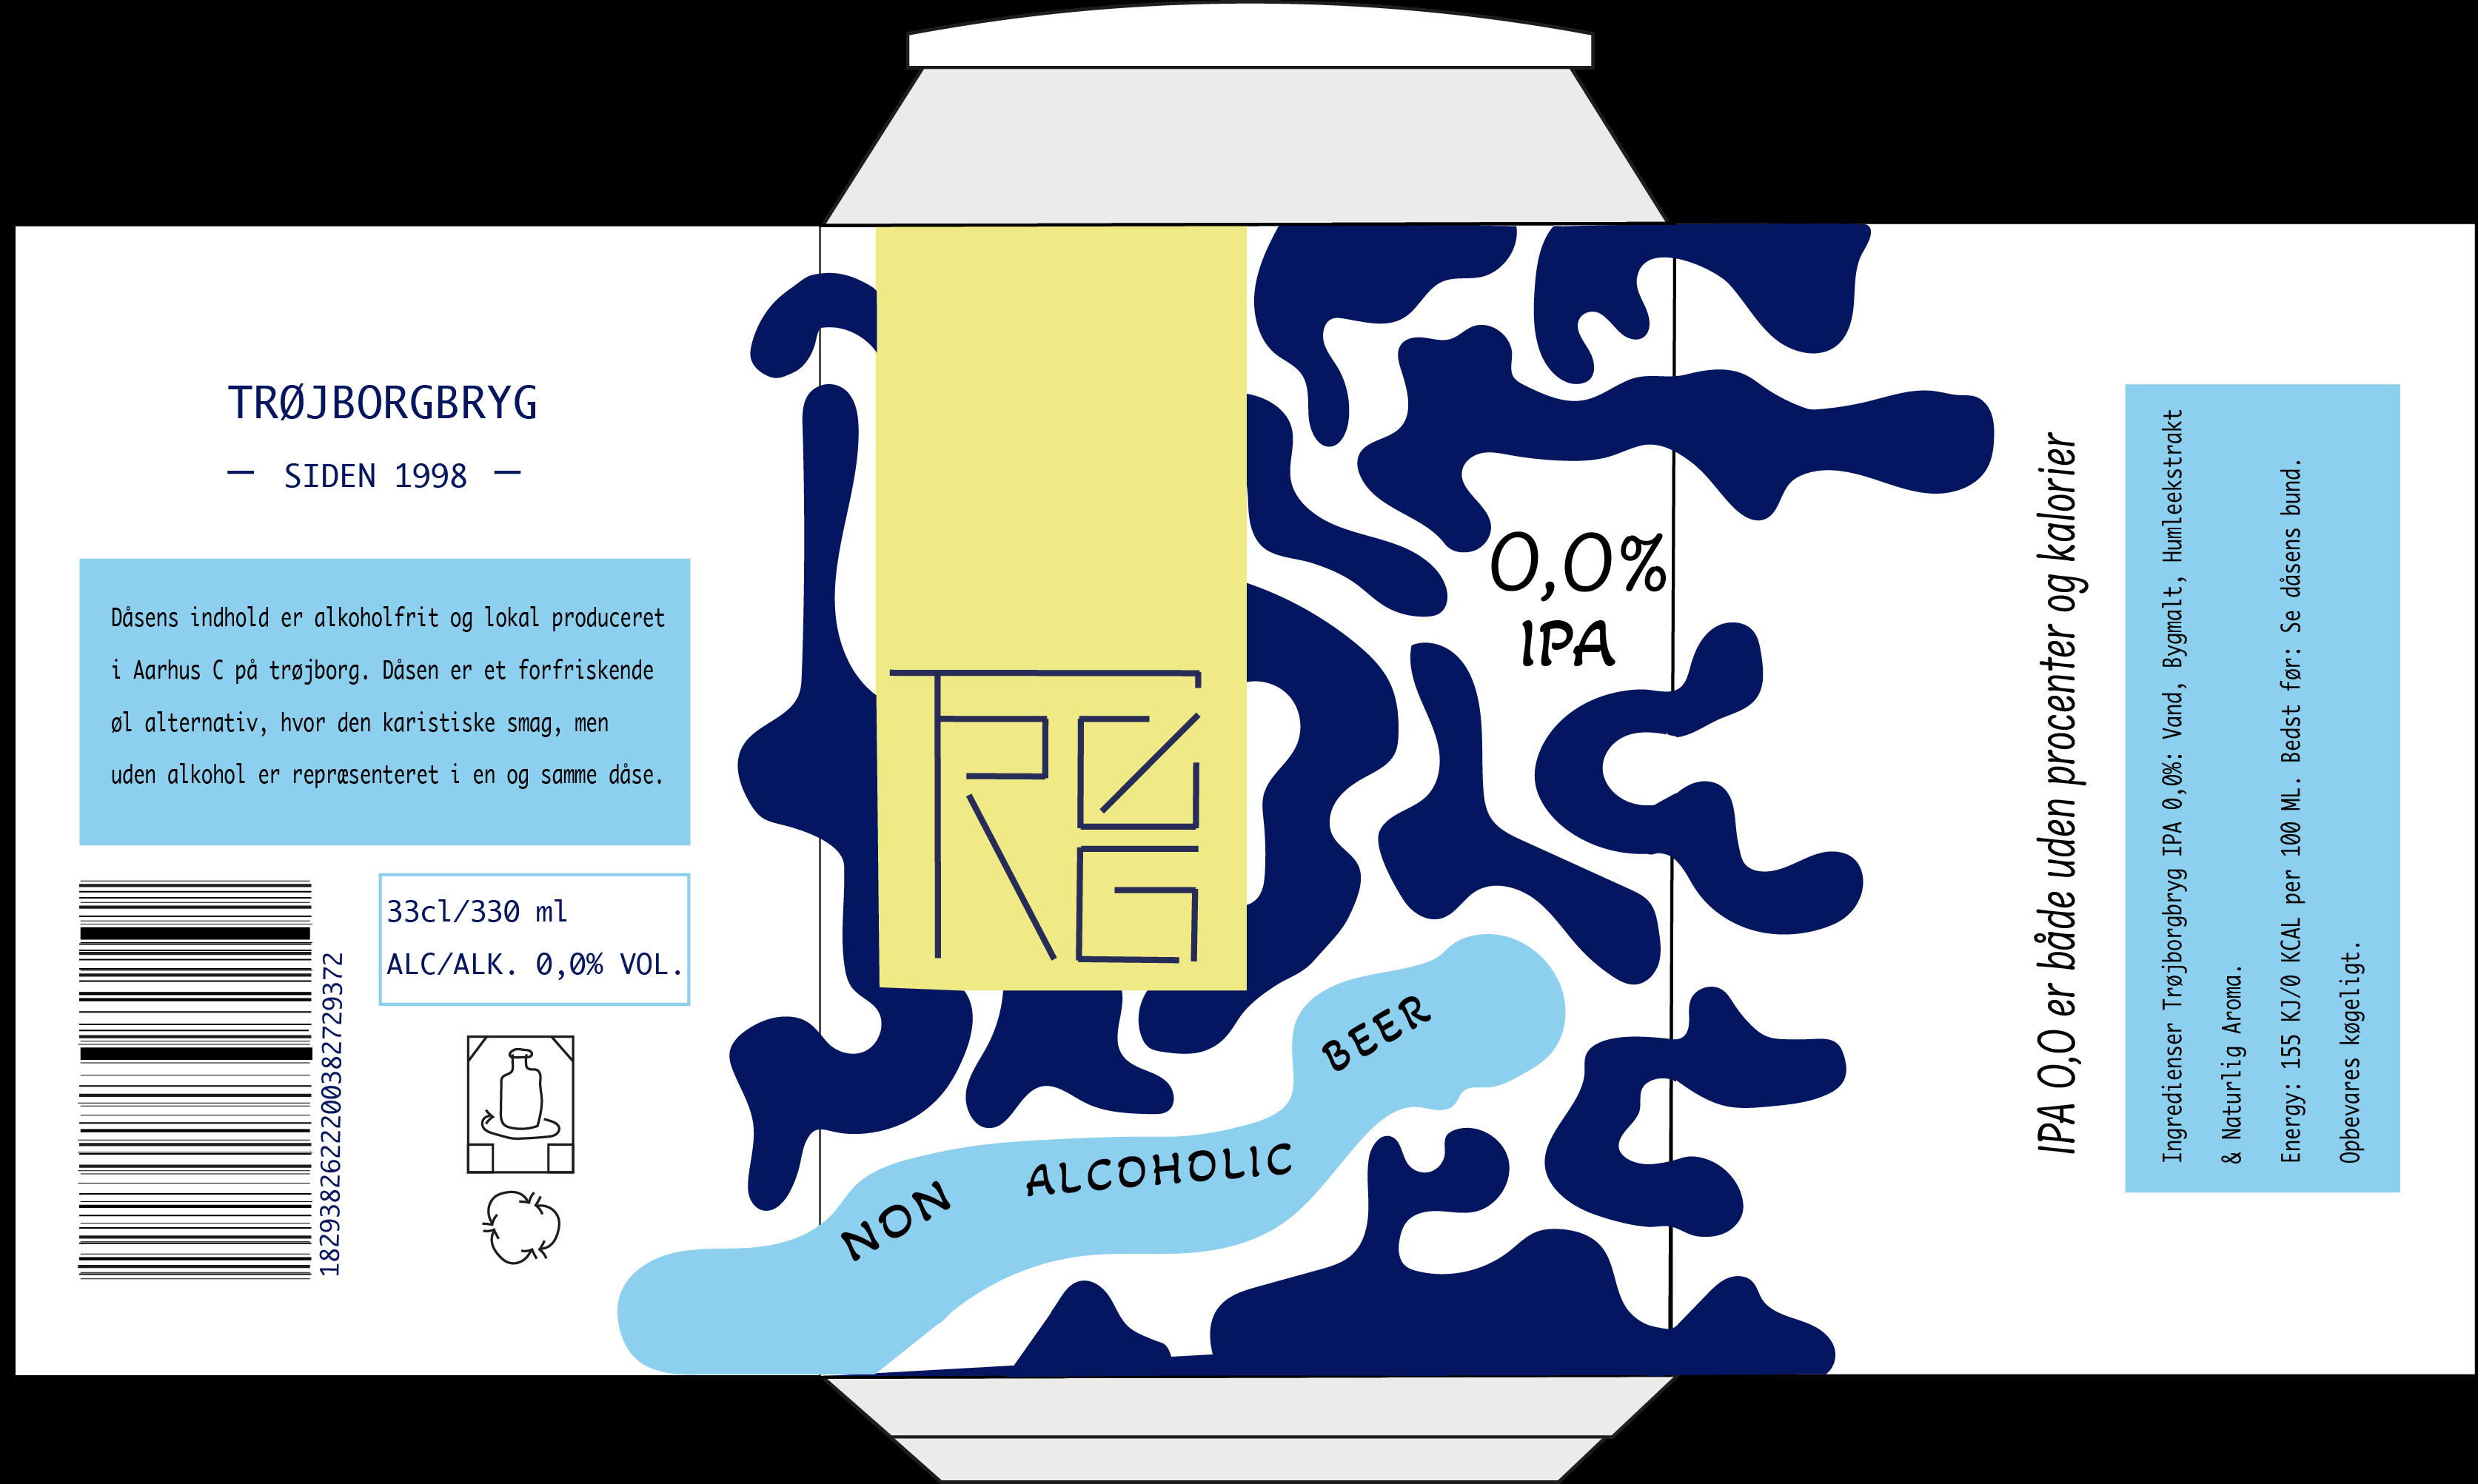 TRØJBORGBRYG
— SIDEN 1998 —
Dåsens indhold er alkoholfrit og lokal produceret
i Aarhus C på trøjborg. Dåsen er et forfriskende
øl alternativ, hvor den karistiske smag, men
uden alkohol er repræsenteret i en og samme dåse.
33cl/330 ml
ALC/ALK. 0,0% VOL.
18293826222003827729372
TRØ
G
0,0%
IPA
NON ALCOHOLIC BEER
IPA 0,0 er både uden procenter og kalorier
Ingredienser Trøjborgbryg IPA 0,0%: Vand, Bygmalt, Humleekstrakt
& Naturlig Aroma.
Energy: 155 KJ/0 KCAL per 100 ML. Bedst før: Se dåsens bund.
Opbevares køgeligt.